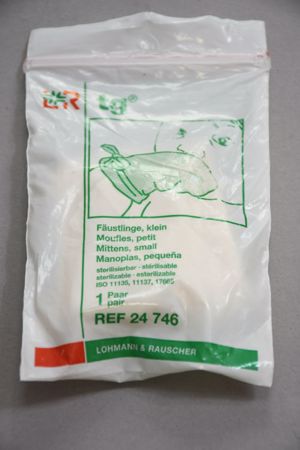 L&R
tg®
Fäustlinge, klein
Moufles, petit
Mittens, small
Manoplas, pequeña
sterilisierbar · stérilisable
sterilizable · esterilizable
ISO 11135, 11137, 17665
1 Paar
pair
REF 24 746
LOHMANN & RAUSCHER